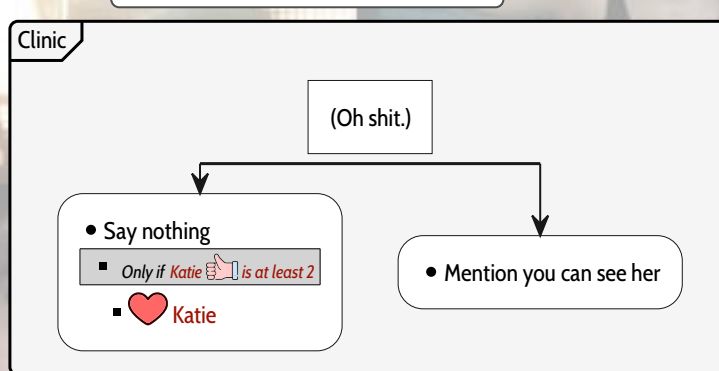 Clinic
(Oh shit.)
Say nothing
Only if Katie is at least 2
Katie
Mention you can see her